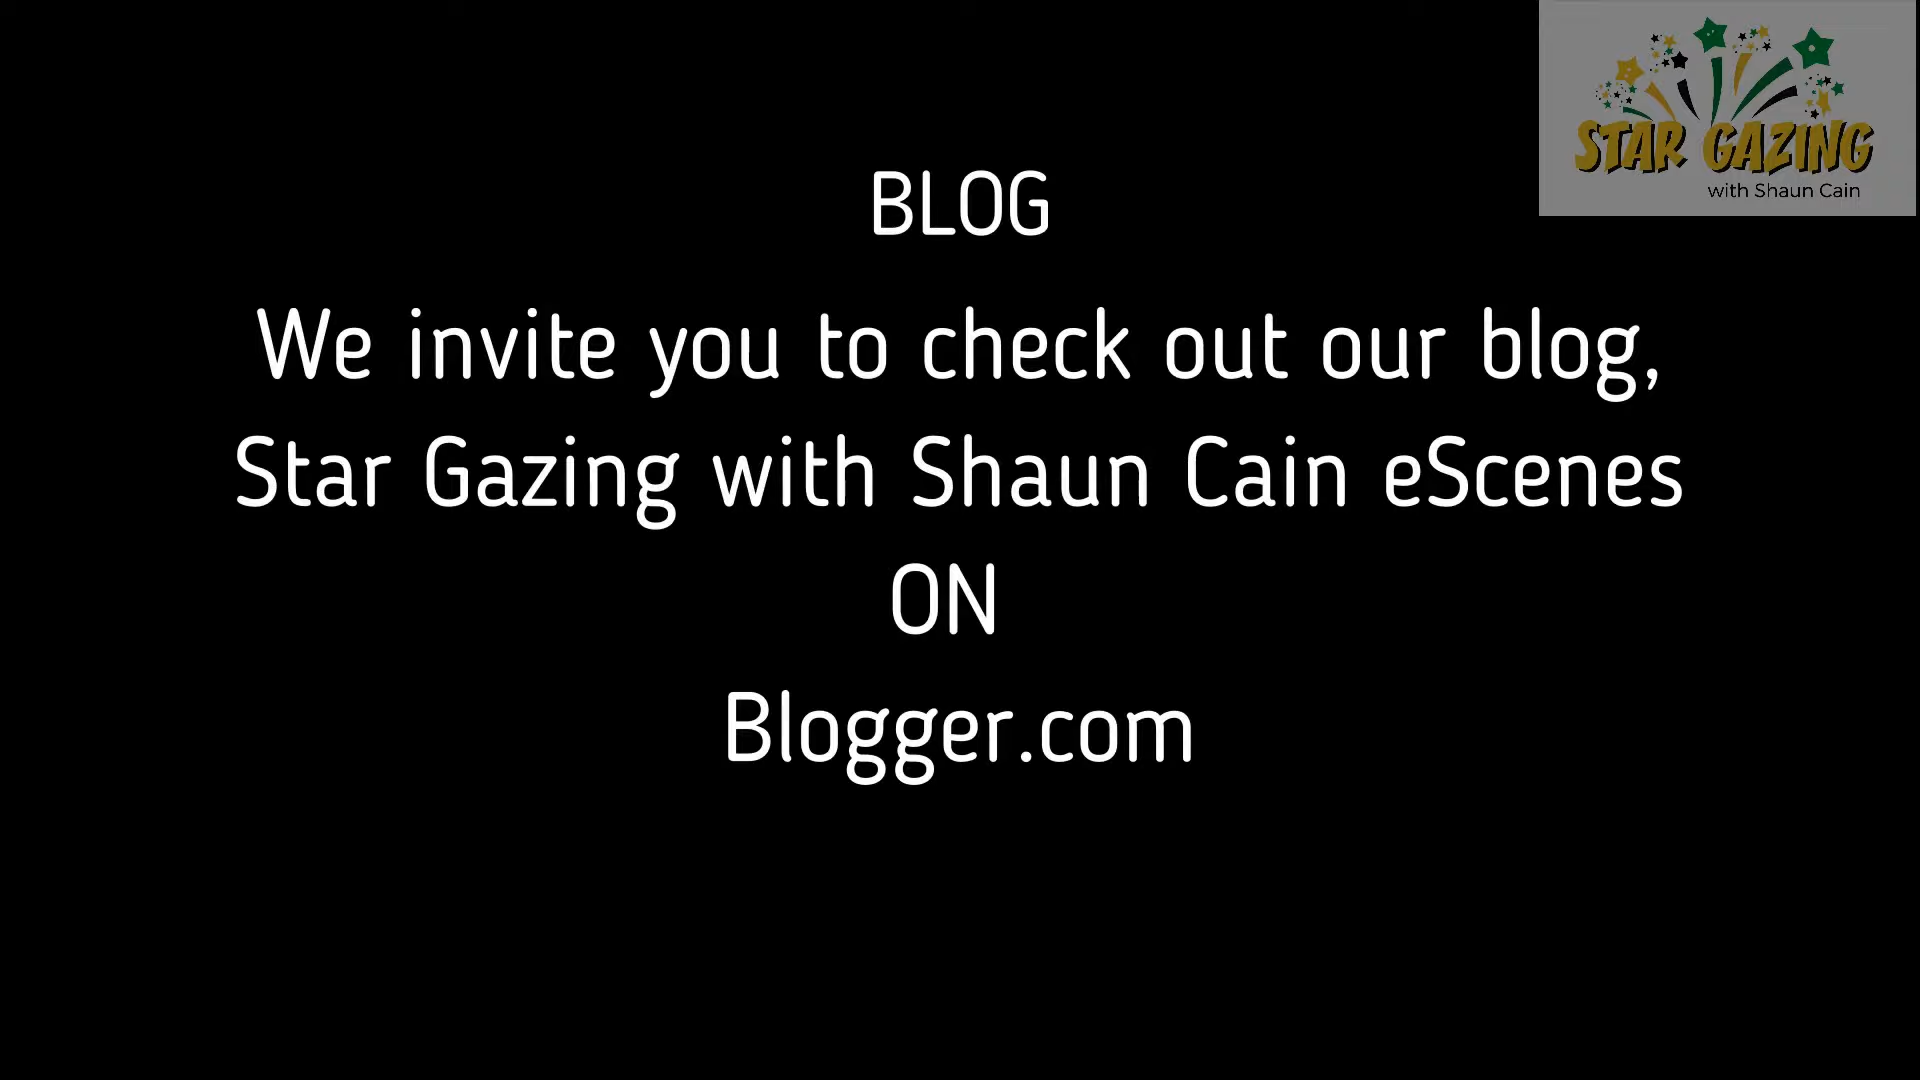 STAR GAZING
with Shaun Cain
BLOG
We invite you to check out our blog,
Star Gazing with Shaun Cain eScenes
ON
Blogger.com